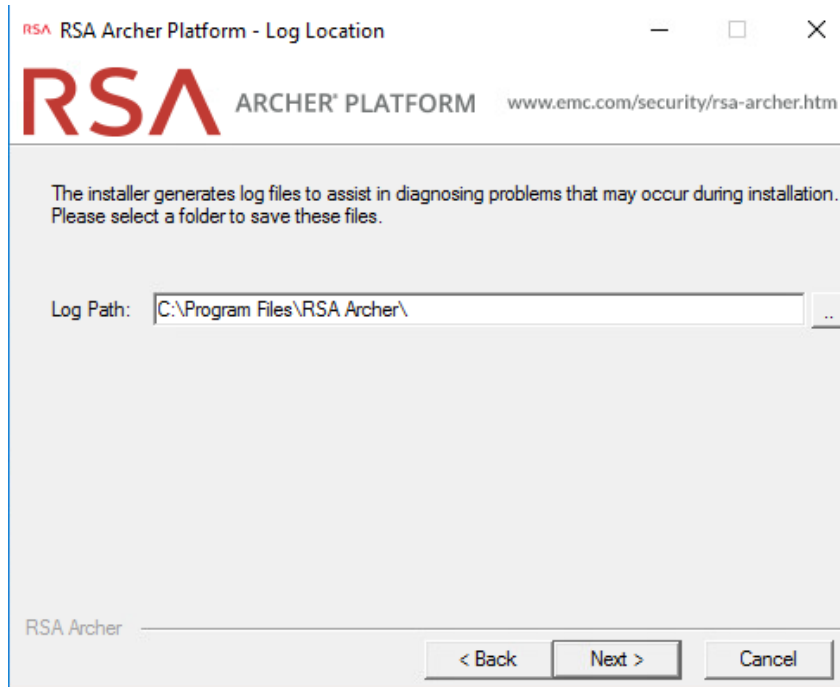 RSA RSA Archer Platform - Log Location
RSA ARCHER® PLATFORM www.emc.com/security/rsa-archer.htm
The installer generates log files to assist in diagnosing problems that may occur during installation.
Please select a folder to save these files.
Log Path: C:\Program Files\RSA Archer\ ..
RSA Archer
< Back Next > Cancel